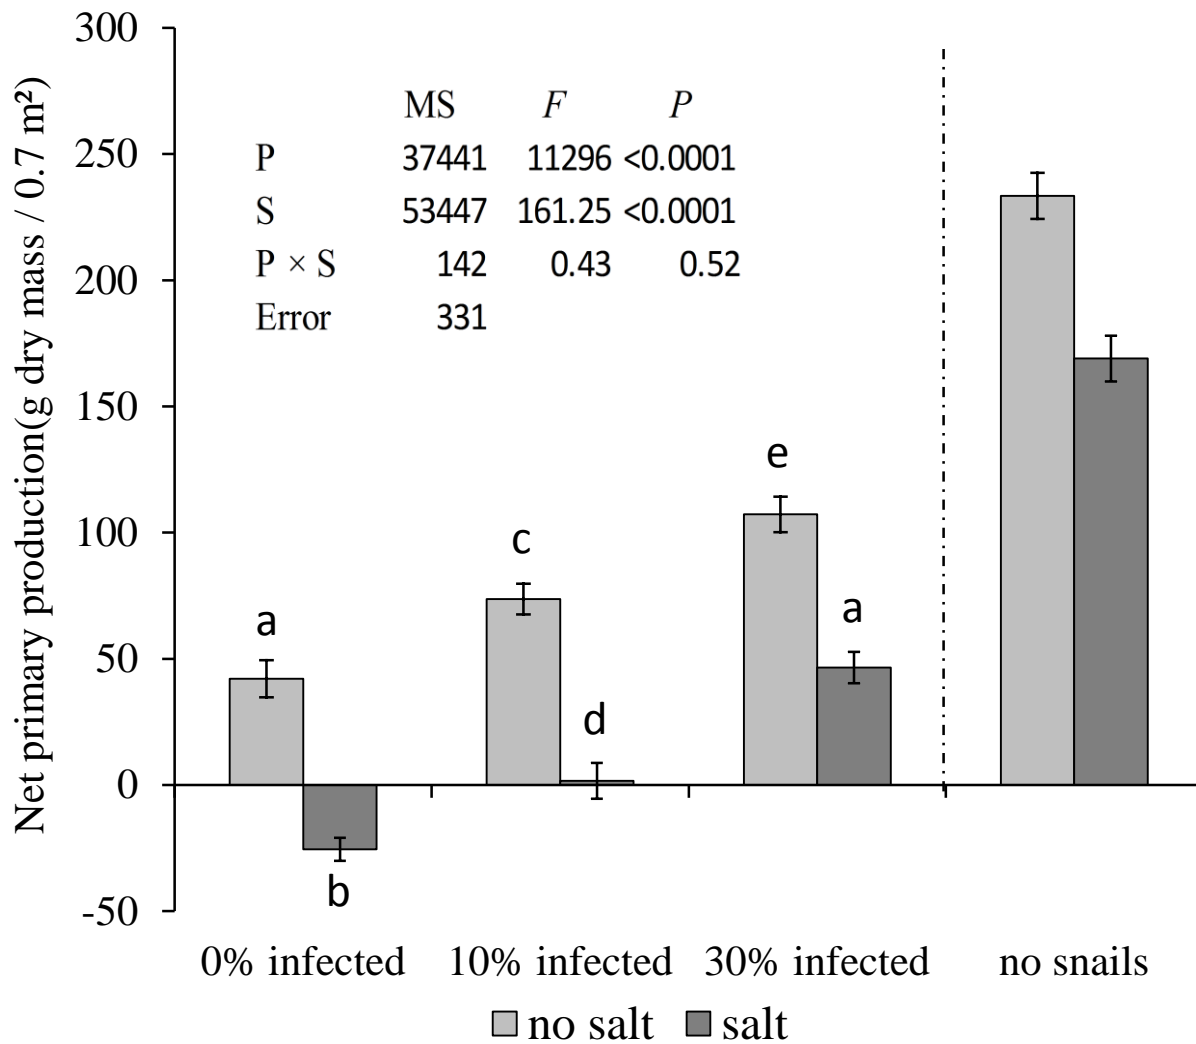 Net primary production(g dry mass / 0.7 m²)
300
250
200
150
100
50
0
-50
MS F P
P 37441 11296 <0.0001
S 53447 161.25 <0.0001
P × S 142 0.43 0.52
Error 331
a
b
c
d
e
a
0% infected 10% infected 30% infected no snails
no salt salt